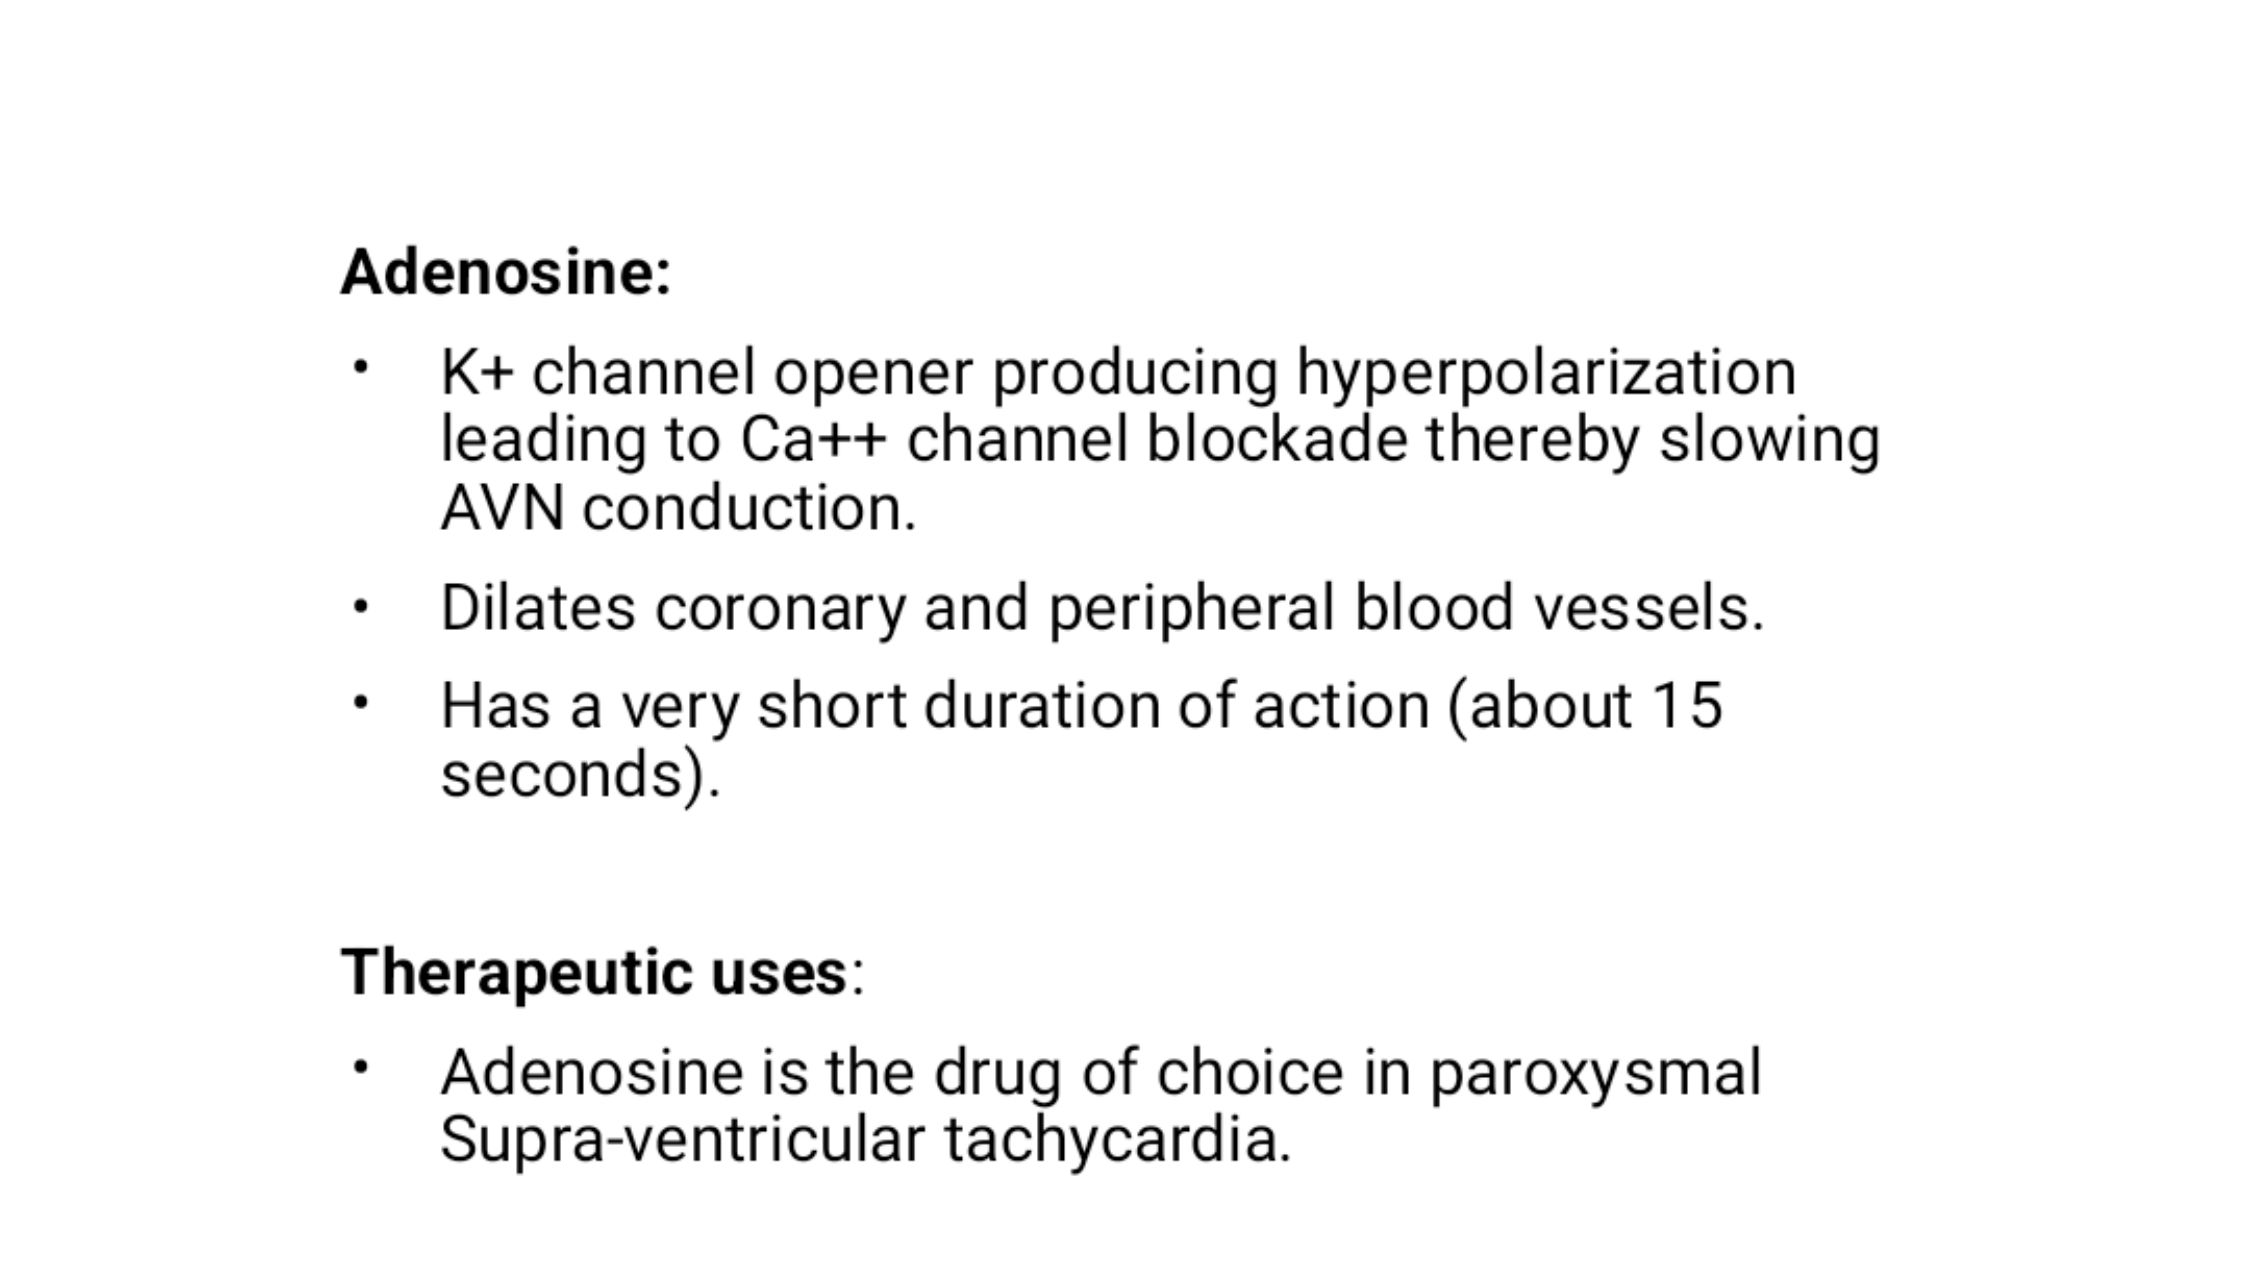 Adenosine:
• K+ channel opener producing hyperpolarization
leading to Ca++ channel blockade thereby slowing
AVN conduction.
• Dilates coronary and peripheral blood vessels.
• Has a very short duration of action (about 15
seconds).
Therapeutic uses:
• Adenosine is the drug of choice in paroxysmal
Supra-ventricular tachycardia.